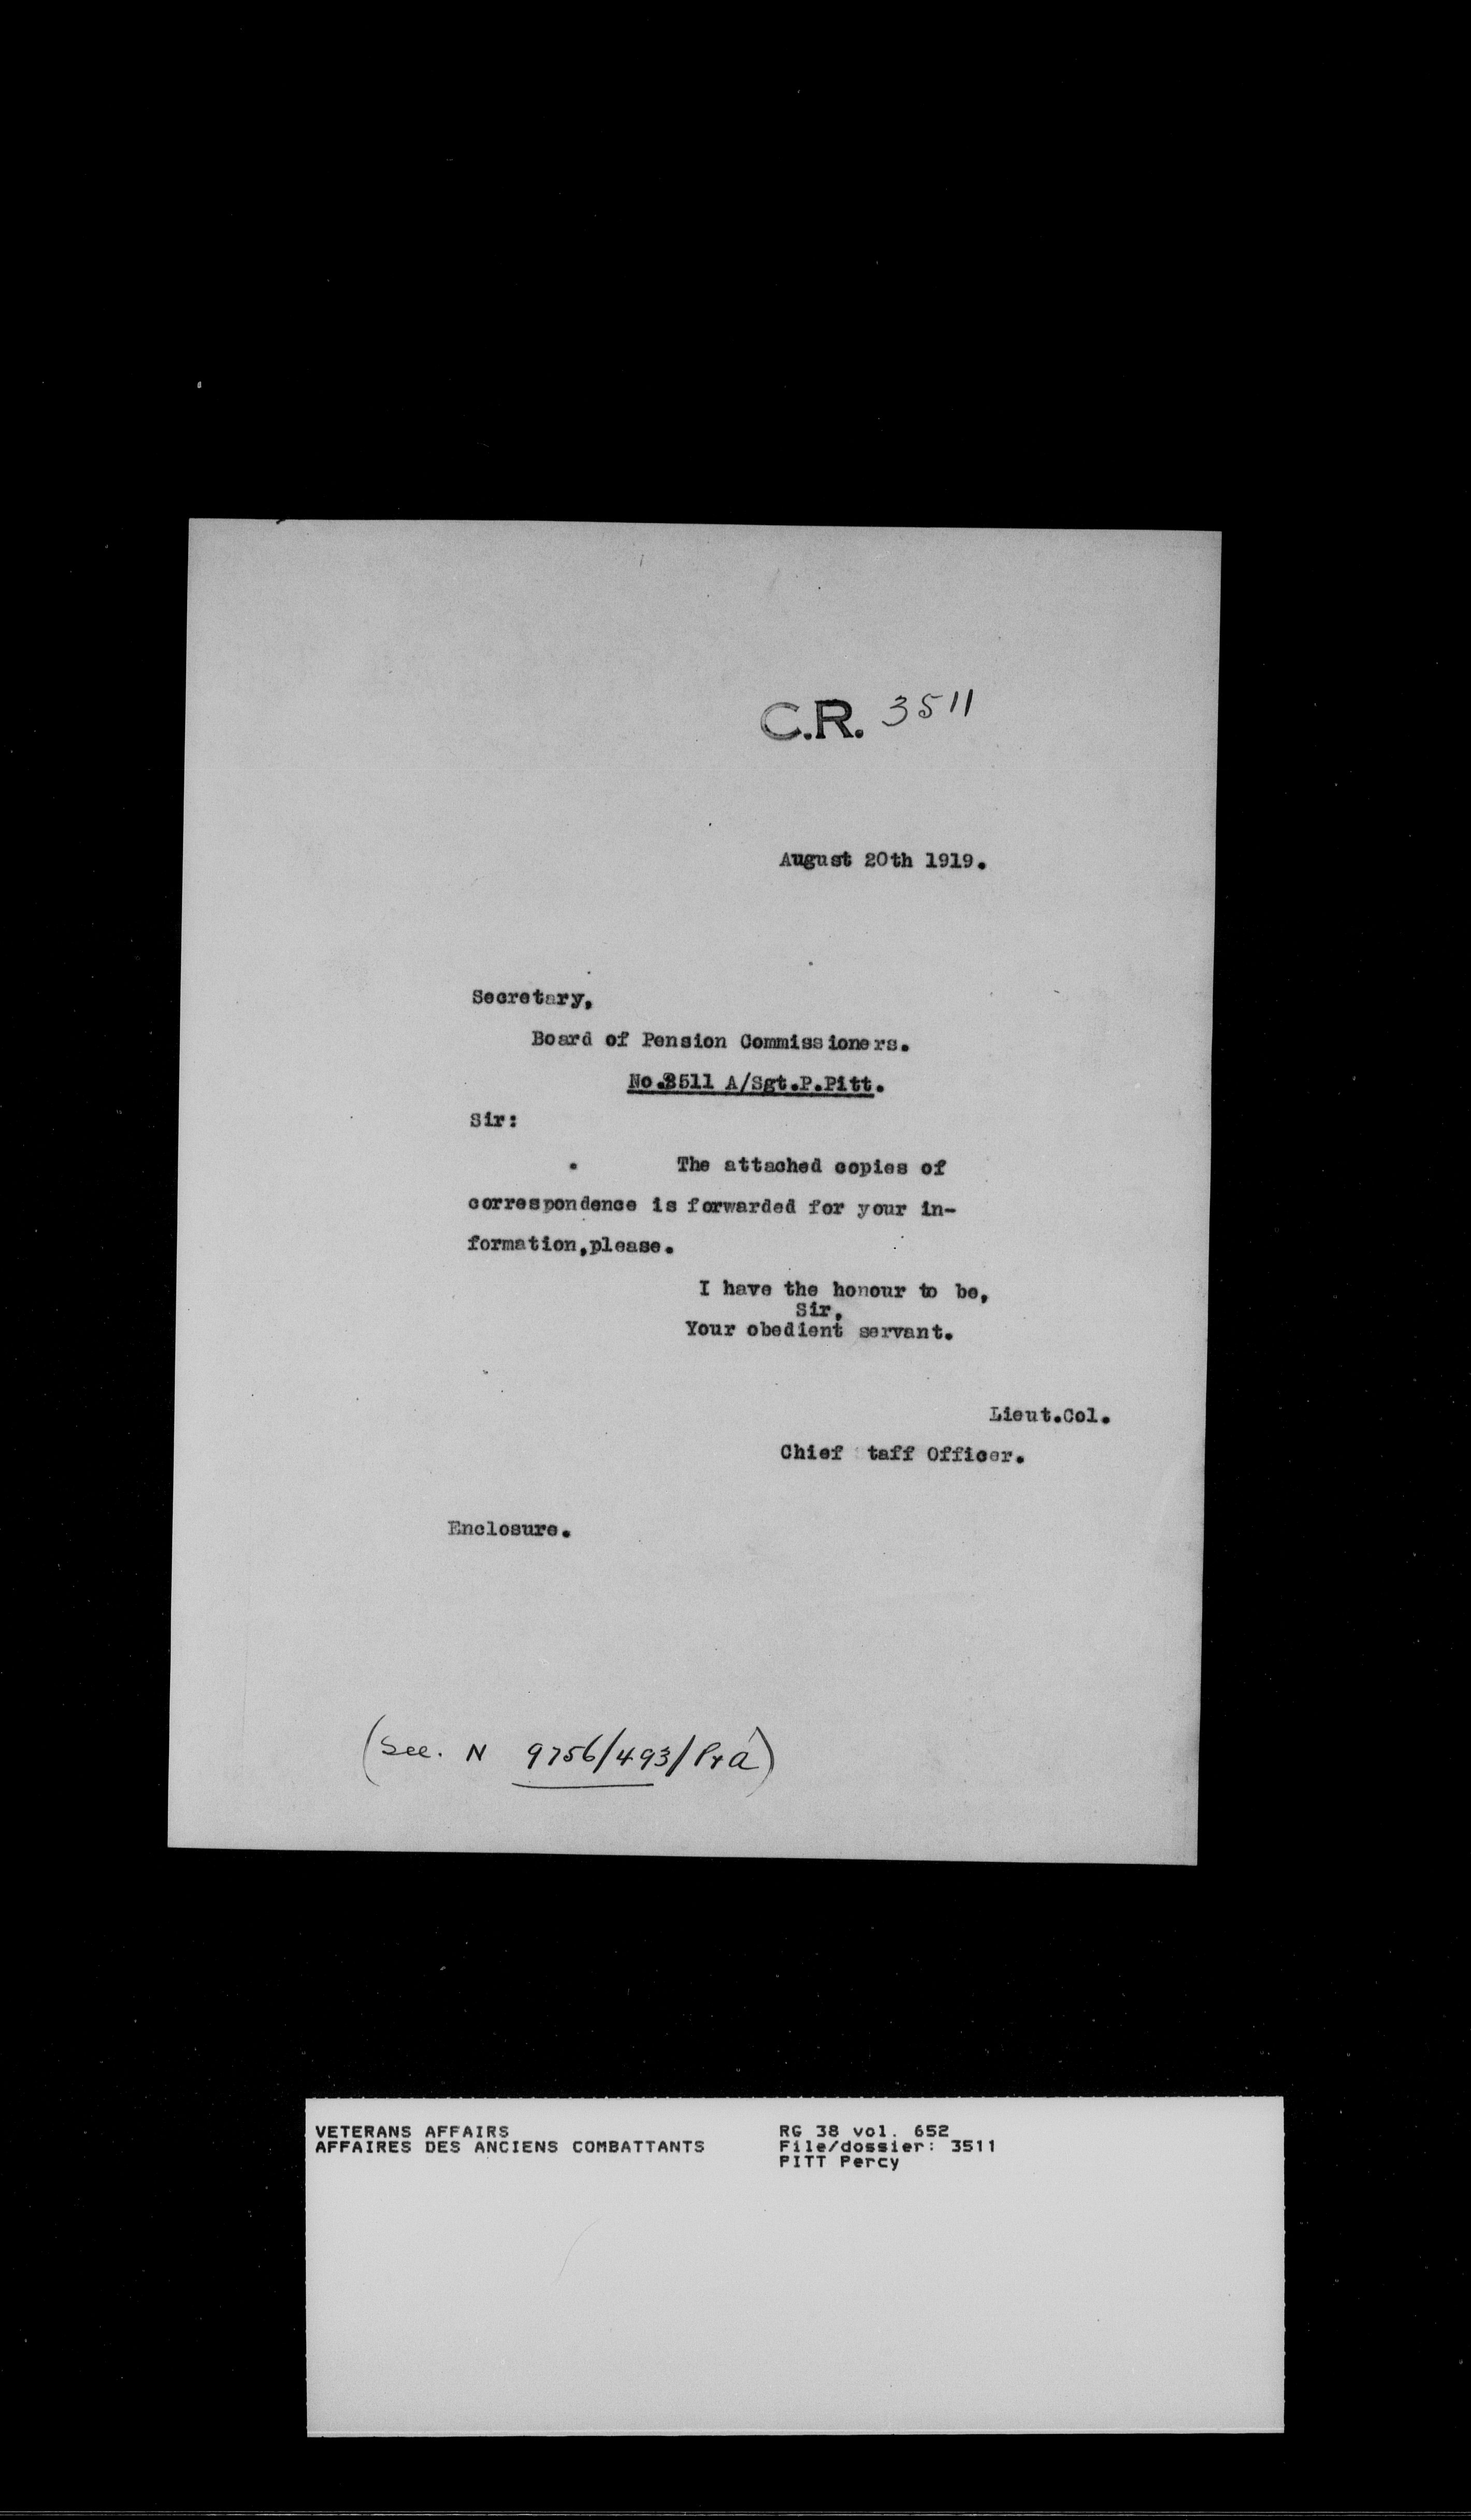 C.R. 3511
August 20th 1919.
Secretary,
Board of Pension Commissioners.
No.3511 A/Sgt.P.Pitt.
Sir:
The attached copies of
correspondence is forwarded for your in-
formation,please.
I have the honour to be,
Sir,
Your obedient servant.
Lieut.Col.
Chief taff Officer.
Enclosure.
(See. N 9756/493/P+a)
VETERANS AFFAIRS
AFFAIRES DES ANCIENS COMBATTANTS
RG 38 vol. 652
File/dossier: 3511
PITT Percy